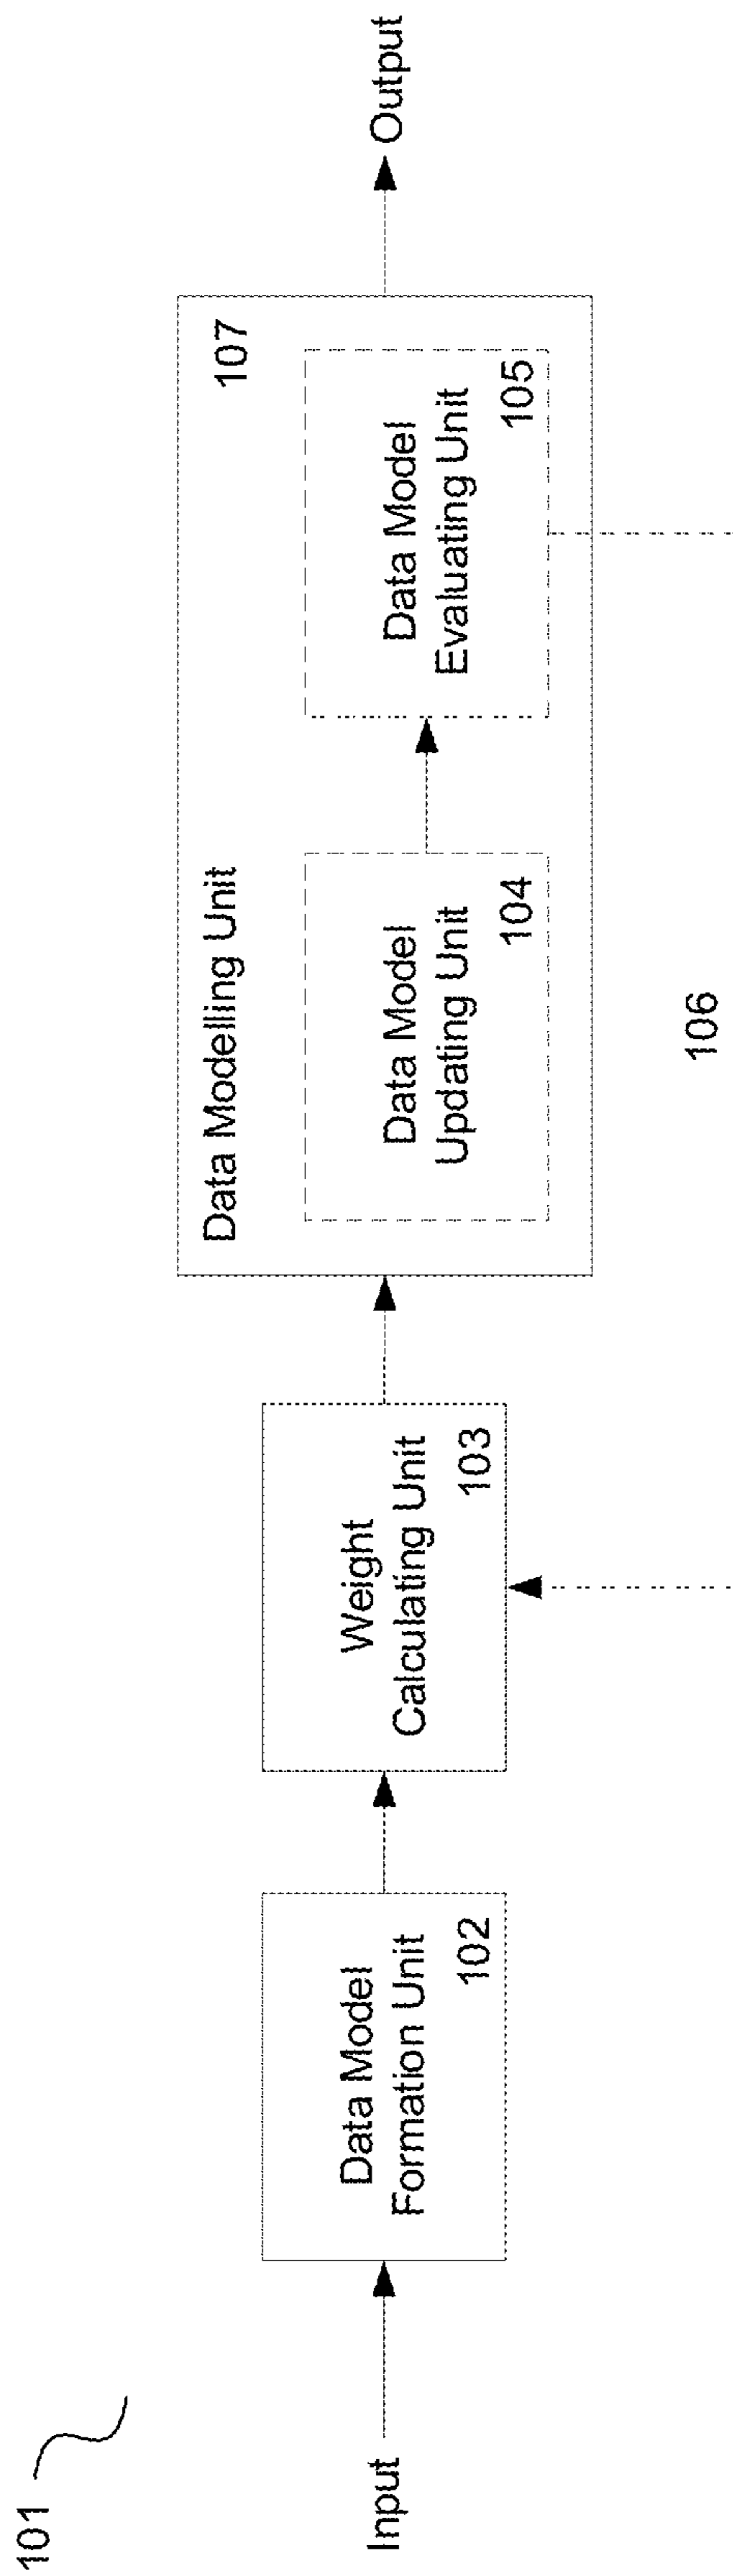 101
Input
Data Model
Formation Unit
102
Weight
Calculating Unit
103
Data Modelling Unit
107
Data Model
Updating Unit
104
Data Model
Evaluating Unit
105
Output
106